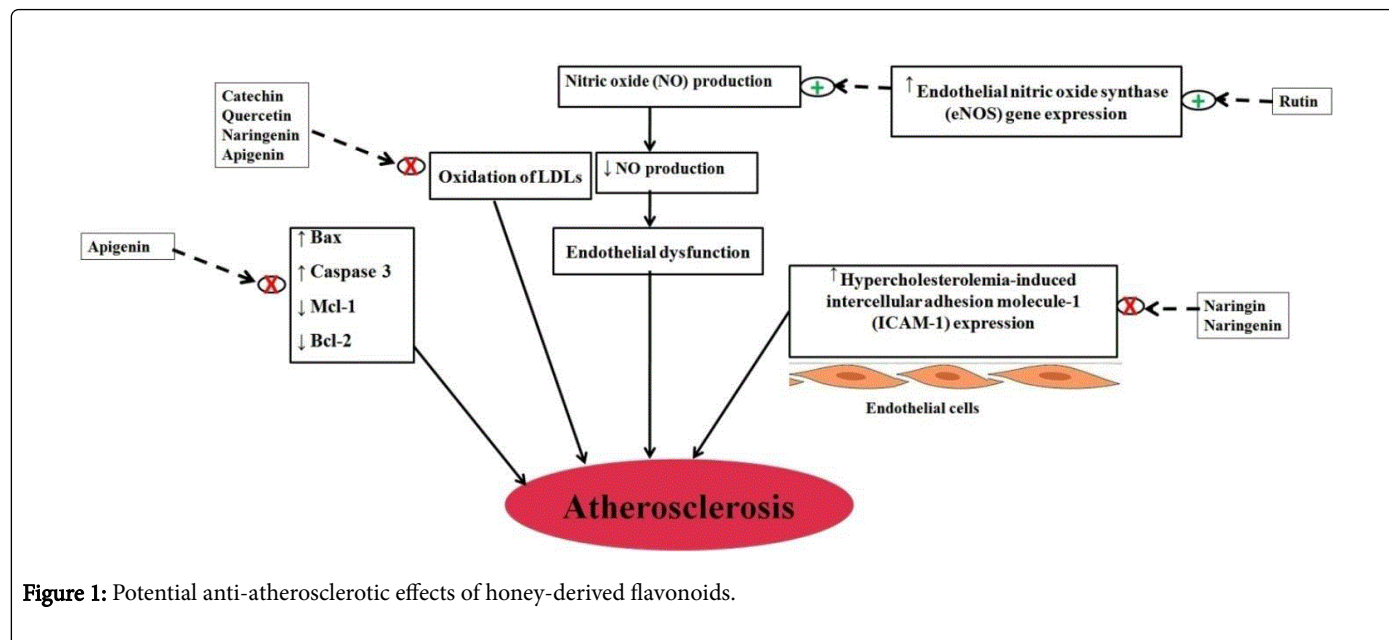 Nitric oxide (NO) production
↑ Endothelial nitric oxide synthase
(eNOS) gene expression
Rutin
+
+
Catechin
Quercetin
Naringenin
Apigenin
X
Oxidation of LDLs
↓ NO production
Endothelial dysfunction
Apigenin
X
↑ Bax
↑ Caspase 3
↓ Mcl-1
↓ Bcl-2
↑ Hypercholesterolemia-induced
intercellular adhesion molecule-1
(ICAM-1) expression
X
Naringin
Naringenin
Endothelial cells
Atherosclerosis
Figure 1: Potential anti-atherosclerotic effects of honey-derived flavonoids.